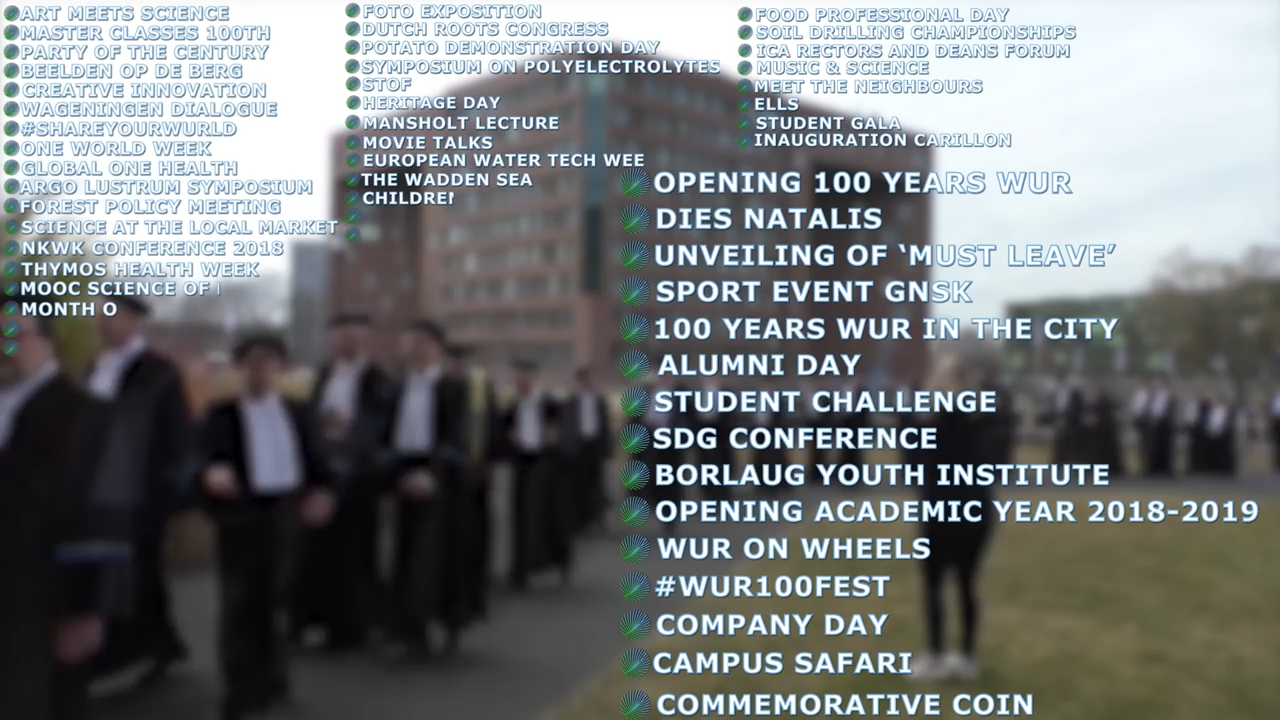 ART MEETS SCIENCE
MASTER CLASSES 100TH
PARTY OF THE CENTURY
BEELDEN OP DE BERG
CREATIVE INNOVATION
WAGENINGEN DIALOGUE
#SHAREYOURWURLD
ONE WORLD WEEK
GLOBAL ONE HEALTH
ARGO LUSTRUM SYMPOSIUM
FOREST POLICY MEETING
SCIENCE AT THE LOCAL MARKET
NKWK CONFERENCE 2018
THYMOS HEALTH WEEK
MOOC SCIENCE OF
MONTH O
FOTO EXPOSITION
DUTCH ROOTS CONGRESS
POTATO DEMONSTRATION DAY
SYMPOSIUM ON POLYELECTROLYTES
STOF
HERITAGE DAY
MANSHOLT LECTURE
MOVIE TALKS
EUROPEAN WATER TECH WEE
THE WADDEN SEA
CHILDRE
FOOD PROFESSIONAL DAY
SOIL DRILLING CHAMPIONSHIPS
ICA RECTORS AND DEANS FORUM
MUSIC & SCIENCE
MEET THE NEIGHBOURS
ELLS
STUDENT GALA
INAUGURATION CARILLON
OPENING 100 YEARS WUR
DIES NATALIS
UNVEILING OF ‘MUST LEAVE’
SPORT EVENT GNSK
100 YEARS WUR IN THE CITY
ALUMNI DAY
STUDENT CHALLENGE
SDG CONFERENCE
BORLAUG YOUTH INSTITUTE
OPENING ACADEMIC YEAR 2018-2019
WUR ON WHEELS
#WUR100FEST
COMPANY DAY
CAMPUS SAFARI
COMMEMORATIVE COIN